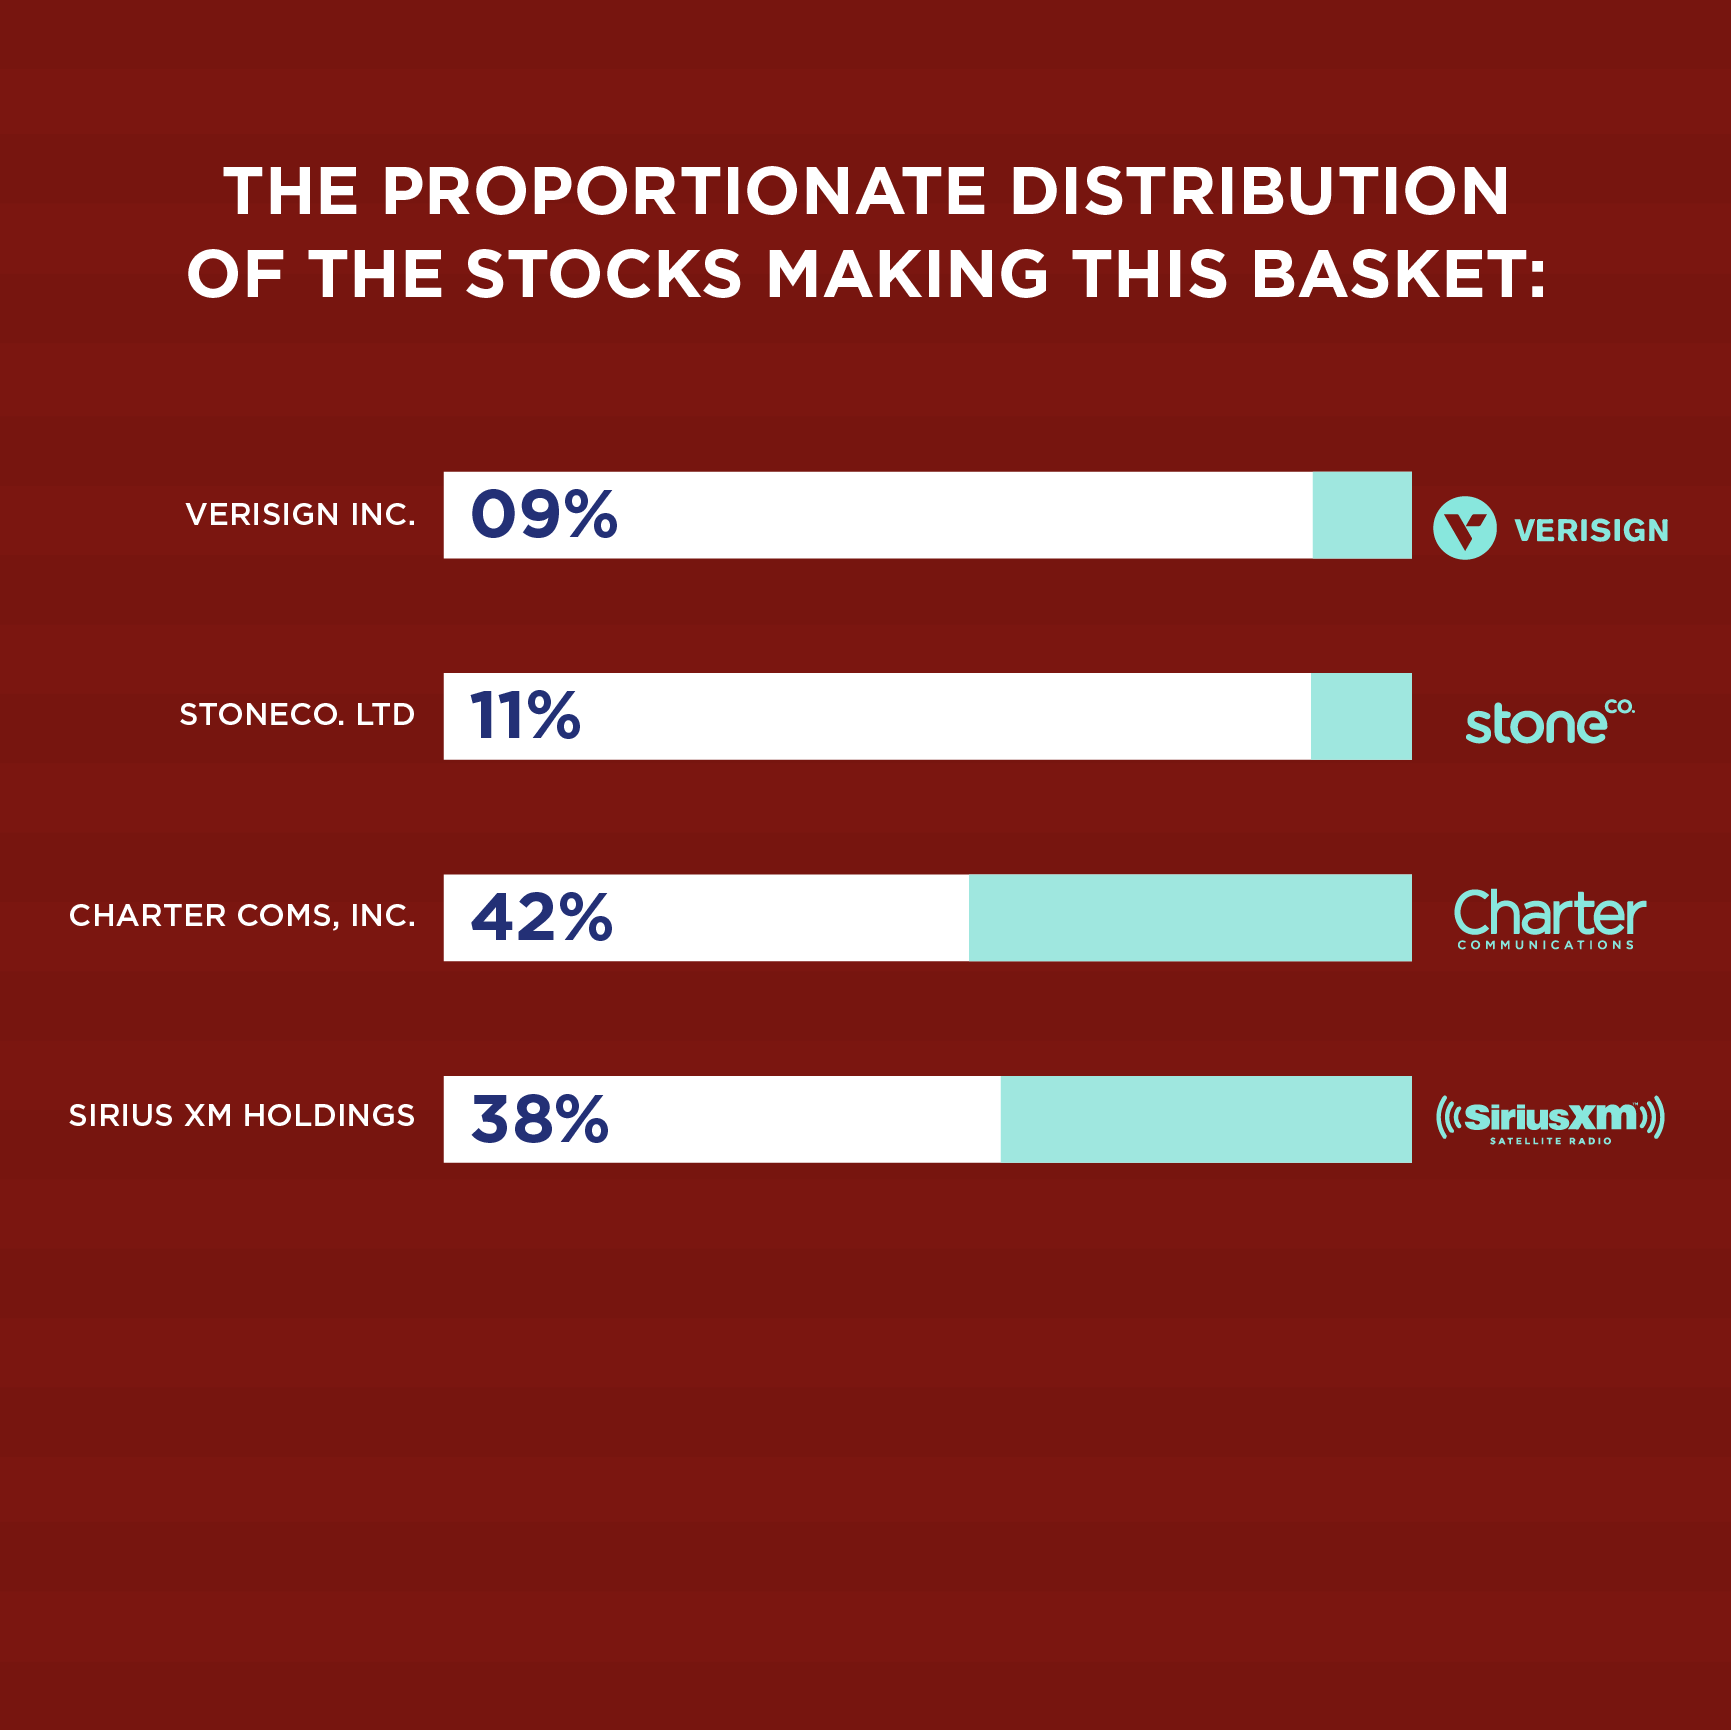 THE PROPORTIONATE DISTRIBUTION
OF THE STOCKS MAKING THIS BASKET:
VERISIGN INC.
09%
VERISIGN
STONECO. LTD
11%
stone CO.
CHARTER COMS, INC.
42%
Charter
COMMUNICATIONS
SIRIUS XM HOLDINGS
38%
SiriusXm™
SATELLITE RADIO